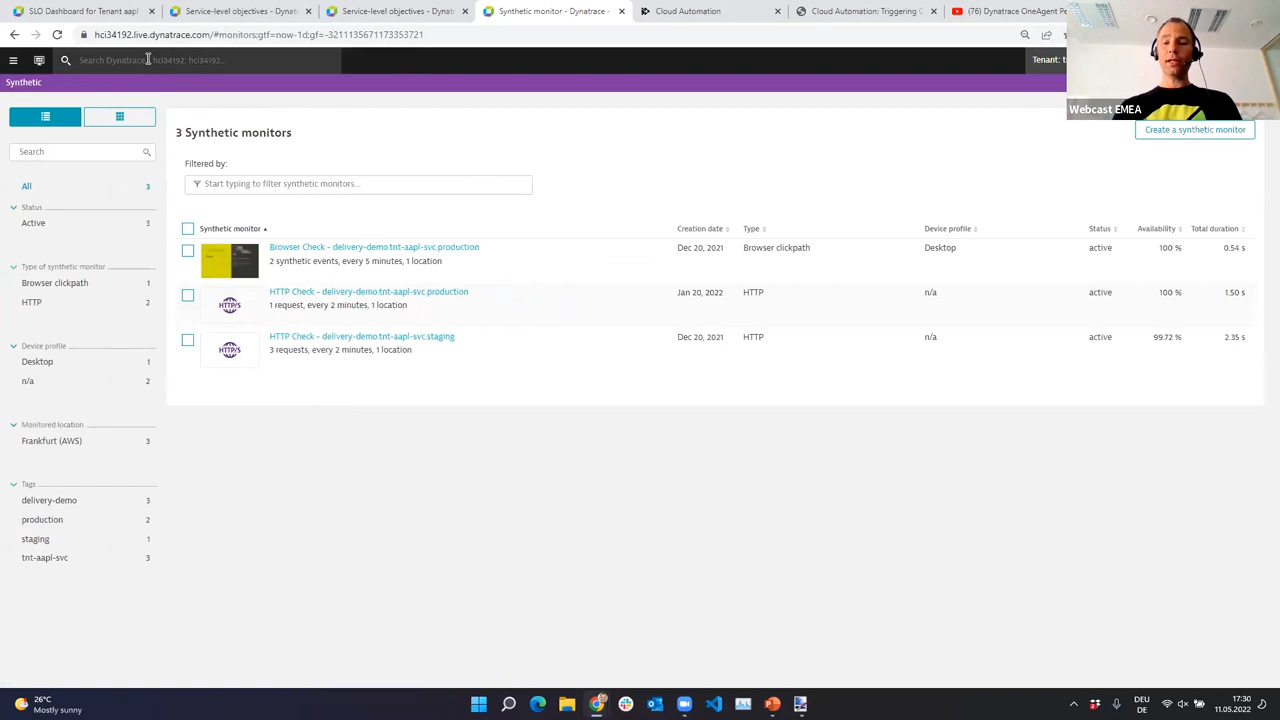 SLO Dashboard for Tenant aapl
Service-level objectives - Dynatr
Service-level objectives - Dynatr
Synthetic monitor - Dynatrace
Cloud Automation
Cloud Automation: Triggering C
(76) Dynatrace OneAgent Pe
hci34192.live.dynatrace.com/#monitors;gtf=now-1d;gf=-3211135671173353721
Search Dynatrace hci34192: hci34192...
Tenant: t
Synthetic
Webcast EMEA
3 Synthetic monitors
Create a synthetic monitor
Search
Filtered by:
Start typing to filter synthetic monitors...
All 3
Status
Active 3
Type of synthetic monitor
Browser clickpath 1
HTTP 2
Device profile
Desktop 1
n/a 2
Monitored location
Frankfurt (AWS) 3
Tags
delivery-demo 3
production 2
staging 1
tnt-aapl-svc 3
Synthetic monitor Creation date Type Device profile Status Availability Total duration
Browser Check - delivery-demo.tnt-aapl-svc.production Dec 20, 2021 Browser clickpath Desktop active 100 % 0.54 s
2 synthetic events, every 5 minutes, 1 location
HTTP Check - delivery-demo.tnt-aapl-svc.production Jan 20, 2022 HTTP n/a active 100 % 1.50 s
HTTP/S
1 request, every 2 minutes, 1 location
HTTP Check - delivery-demo.tnt-aapl-svc.staging Dec 20, 2021 HTTP n/a active 99.72 % 2.35 s
HTTP/S
3 requests, every 2 minutes, 1 location
26°C
Mostly sunny
DEU
DE
17:30
11.05.2022